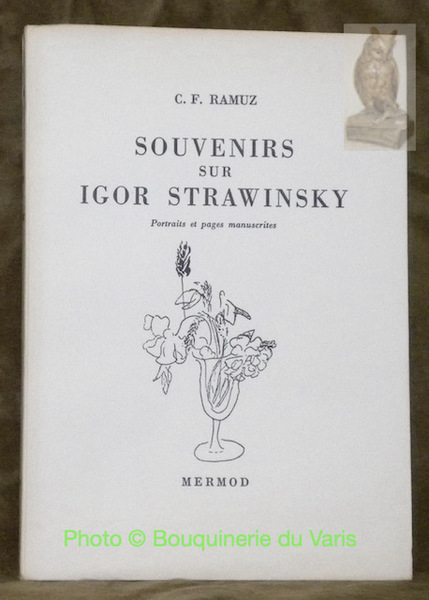 C. F. RAMUZ
SOUVENIRS
SUR
IGOR STRAWINSKY
Portraits et pages manuscrites
MERMOD
Photo © Bouquinerie du Varis